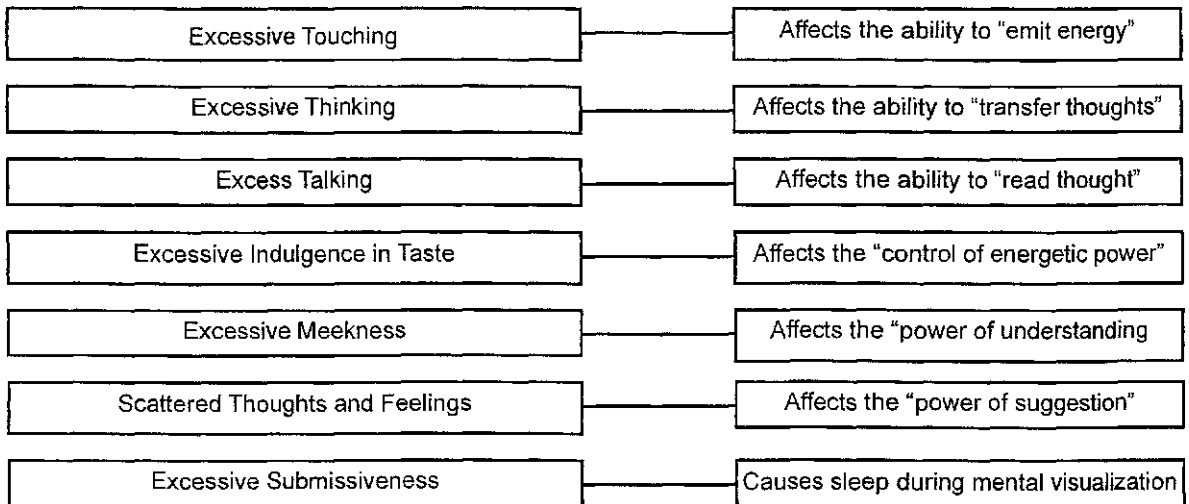 Excessive Touching
Affects the ability to “emit energy”
Excessive Thinking
Affects the ability to “transfer thoughts”
Excess Talking
Affects the ability to “read thought”
Excessive Indulgence in Taste
Affects the “control of energetic power”
Excessive Meekness
Affects the “power of understanding
Scattered Thoughts and Feelings
Affects the “power of suggestion”
Excessive Submissiveness
Causes sleep during mental visualization